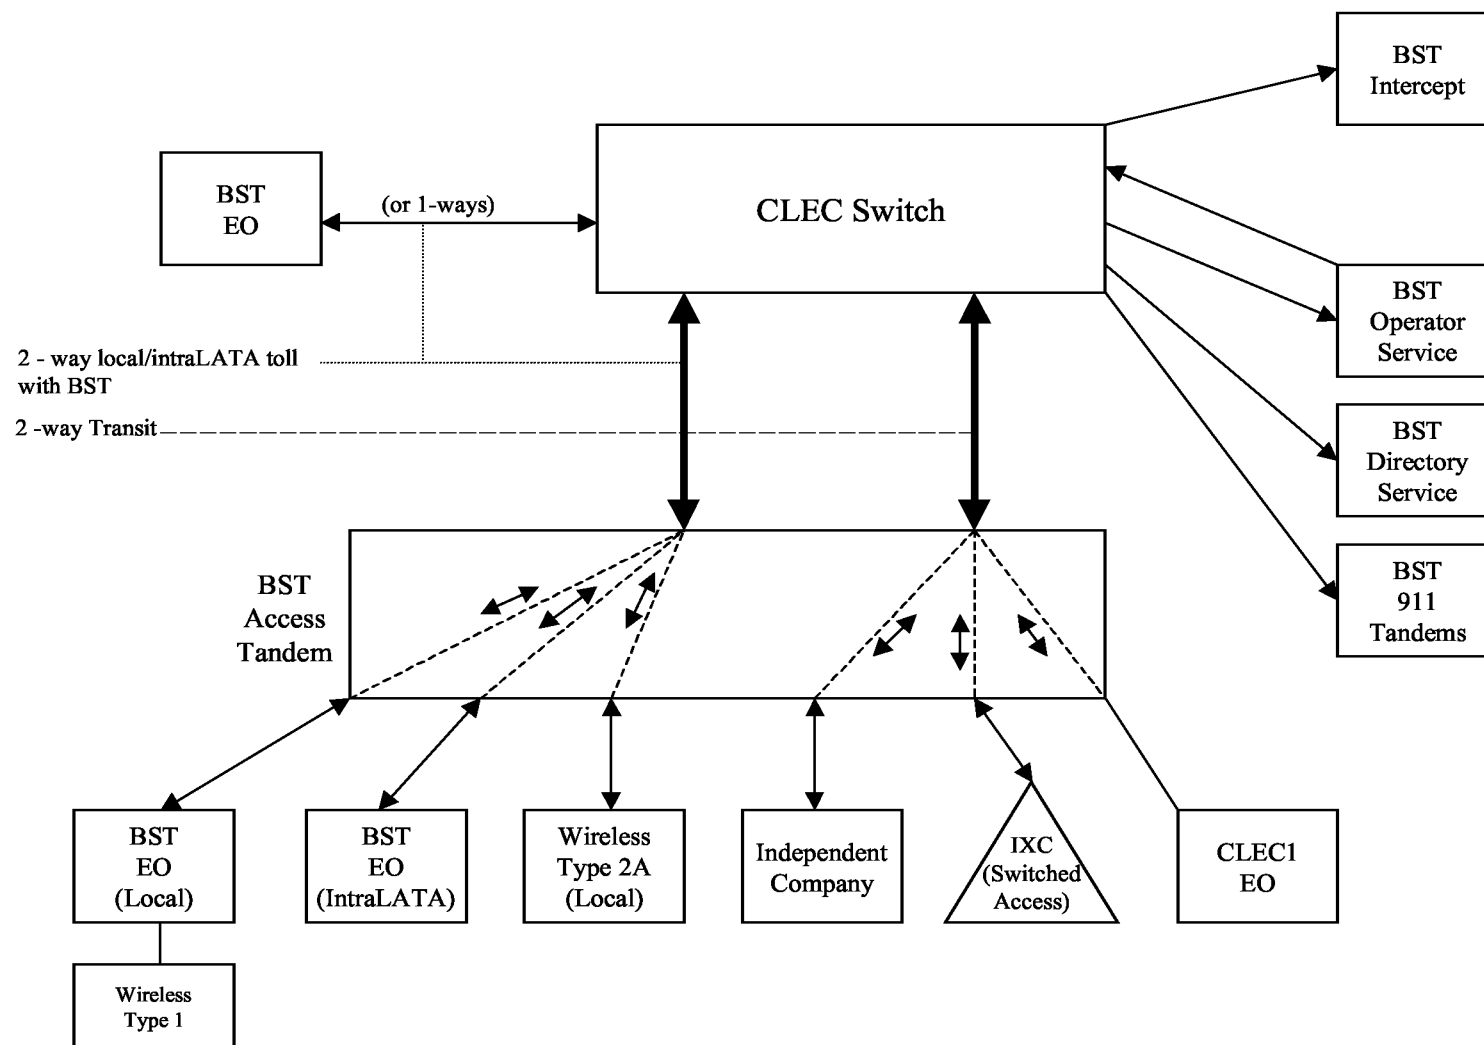 BST
Intercept
BST
EO
(or 1-ways)
CLEC Switch
BST
Operator
Service
2 - way local/intraLATA toll
with BST
2 -way Transit
BST
Directory
Service
BST
911
Tandems
BST
Access
Tandem
BST
EO
(Local)
BST
EO
(IntraLATA)
Wireless
Type 2A
(Local)
Independent
Company
IXC
(Switched
Access)
CLEC1
EO
Wireless
Type 1